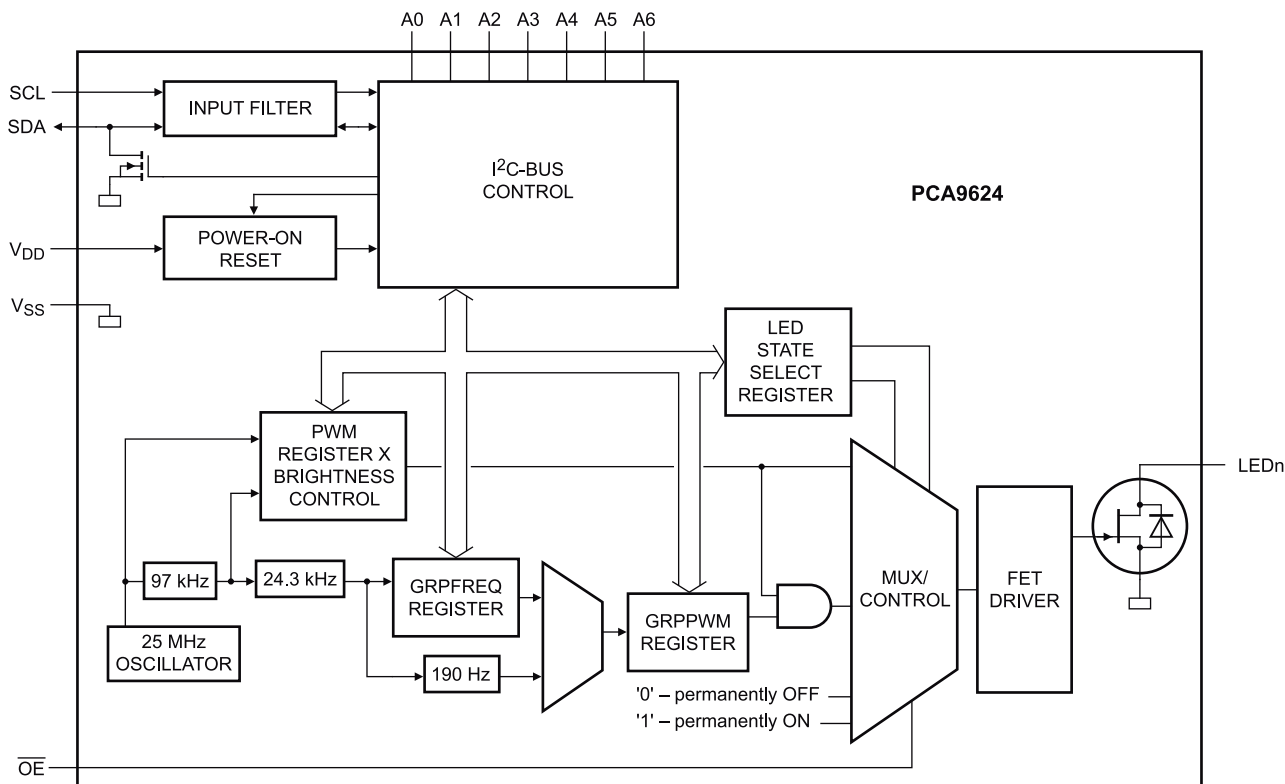 A0 A1 A2 A3 A4 A5 A6
SCL
SDA
INPUT FILTER
I²C-BUS
CONTROL
PCA9624
VDD
POWER-ON
RESET
VSS
LED
STATE
SELECT
REGISTER
PWM
REGISTER X
BRIGHTNESS
CONTROL
LEDn
97 kHz
24.3 kHz
GRPFREQ
REGISTER
190 Hz
25 MHz
OSCILLATOR
GRPPWM
REGISTER
MUX/
CONTROL
FET
DRIVER
'0' – permanently OFF
'1' – permanently ON
O̅E̅